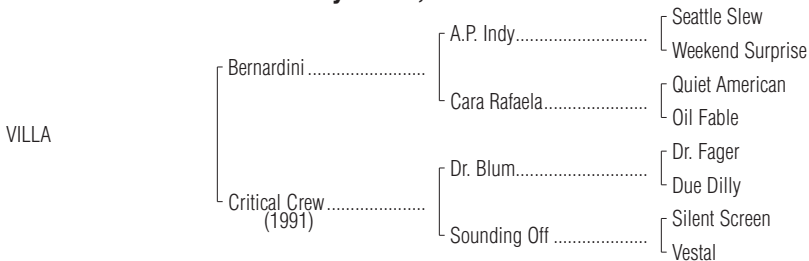 Seattle Slew
A.P. Indy
Weekend Surprise
Bernardini
Quiet American
Cara Rafaela
Oil Fable
VILLA
Dr. Fager
Dr. Blum
Due Dilly
Critical Crew
(1991)
Silent Screen
Sounding Off
Vestal